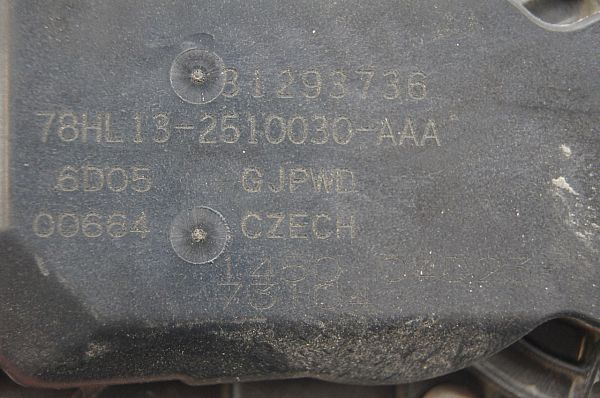 31293736
78HL13-2510030-AAA
6D05 GJPWD
00664 CZECH